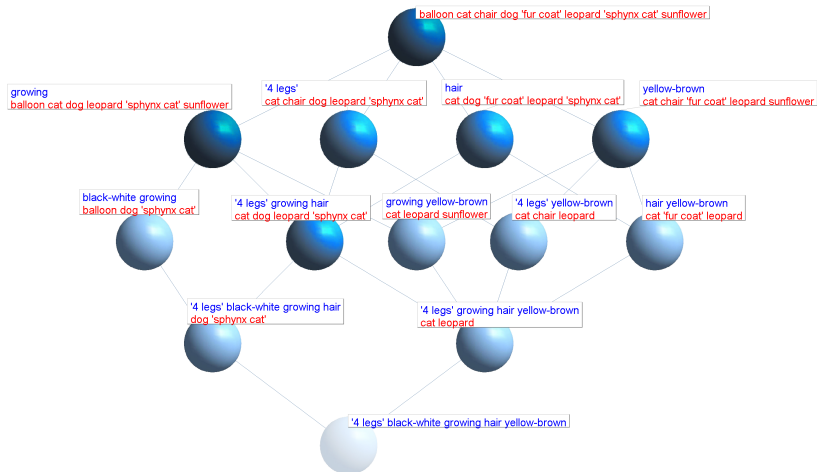 balloon cat chair dog 'fur coat' leopard 'sphynx cat' sunflower
growing
balloon cat dog leopard 'sphynx cat' sunflower
'4 legs'
cat chair dog leopard 'sphynx cat'
hair
cat dog 'fur coat' leopard 'sphynx cat'
yellow-brown
cat chair 'fur coat' leopard sunflower
black-white growing
balloon dog 'sphynx cat'
'4 legs' growing hair
cat dog leopard 'sphynx cat'
growing yellow-brown
cat leopard sunflower
'4 legs' yellow-brown
cat chair leopard
hair yellow-brown
cat 'fur coat' leopard
'4 legs' black-white growing hair
dog 'sphynx cat'
'4 legs' growing hair yellow-brown
cat leopard
'4 legs' black-white growing hair yellow-brown